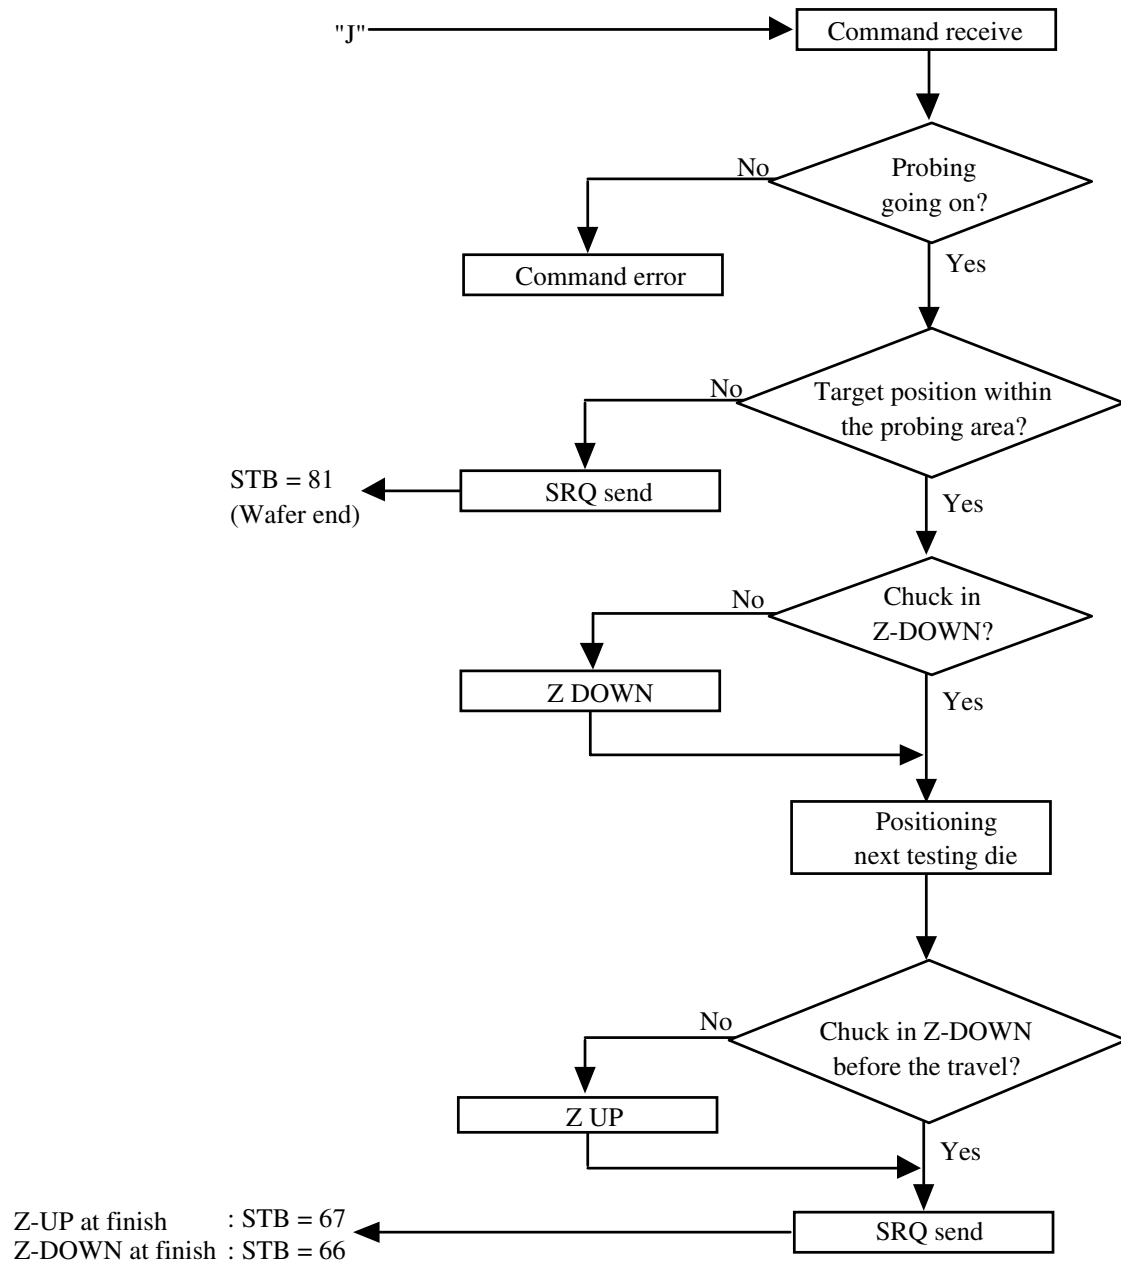 "J"
Command receive
No
Probing
going on?
Command error
Yes
No
Target position within
the probing area?
STB = 81
(Wafer end)
SRQ send
Yes
No
Chuck in
Z-DOWN?
Z DOWN
Yes
Positioning
next testing die
No
Chuck in Z-DOWN
before the travel?
Z UP
Yes
Z-UP at finish : STB = 67
Z-DOWN at finish : STB = 66
SRQ send